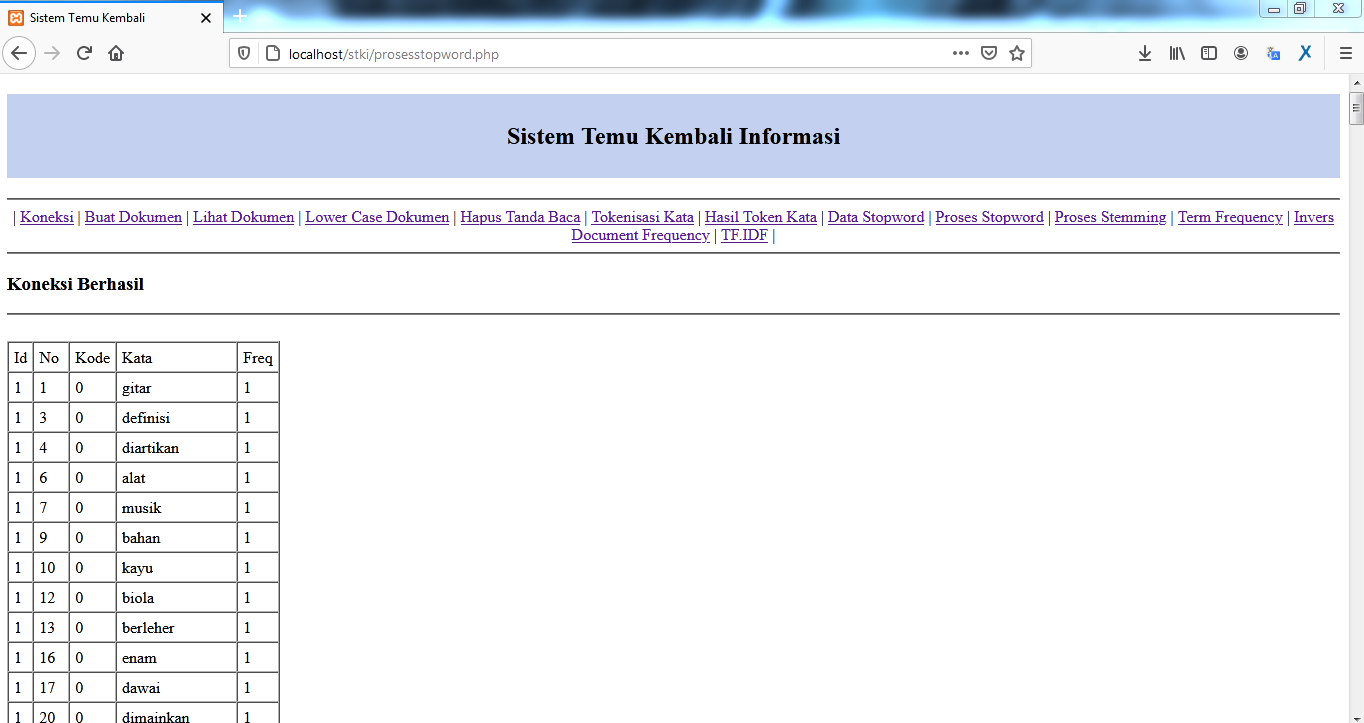 Sistem Temu Kembali
localhost/stki/prosesstopword.php
Sistem Temu Kembali Informasi
| Koneksi | Buat Dokumen | Lihat Dokumen | Lower Case Dokumen | Hapus Tanda Baca | Tokenisasi Kata | Hasil Token Kata | Data Stopword | Proses Stopword | Proses Stemming | Term Frequency | Invers
Document Frequency | TF.IDF |
Koneksi Berhasil
Id No Kode Kata Freq
1 1 0 gitar 1
1 3 0 definisi 1
1 4 0 diartikan 1
1 6 0 alat 1
1 7 0 musik 1
1 9 0 bahan 1
1 10 0 kayu 1
1 12 0 biola 1
1 13 0 berleher 1
1 16 0 enam 1
1 17 0 dawai 1
1 20 0 dimainkan 1